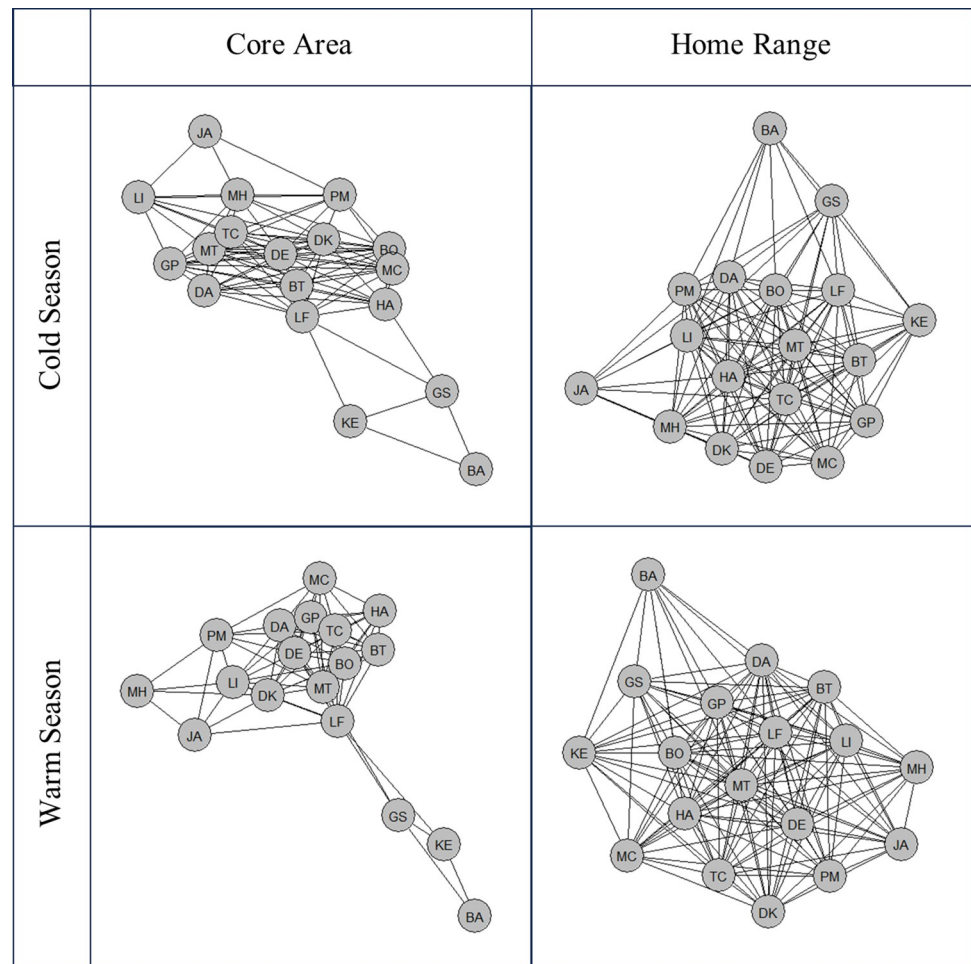 Core Area
Home Range
Cold Season
JA
LI
MH
PM
TC
DK
MT
BO
DE
GP
MC
BT
DA
HA
LF
GS
KE
BA
BA
GS
DA
PM
BO
LF
KE
LI
MT
BT
HA
JA
TC
GP
MH
DK
MC
DE
Warm Season
MC
HA
GP
DA
TC
PM
BT
DE
BO
LI
MH
MT
DK
LF
JA
GS
KE
BA
BA
DA
GS
BT
GP
LF
LI
KE
BO
MH
MT
HA
DE
JA
MC
TC
PM
DK